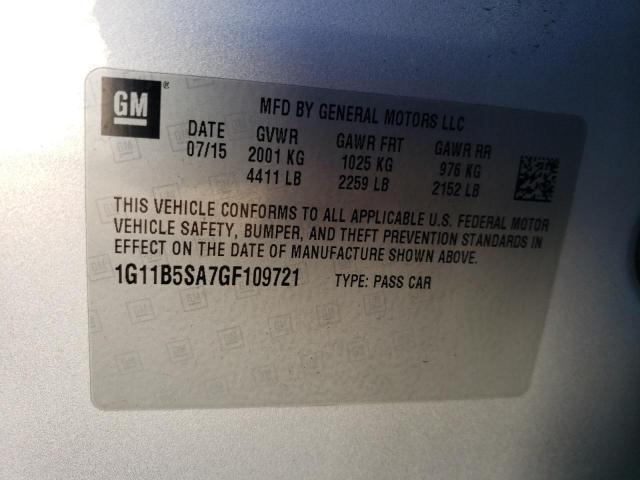 GM®
MFD BY GENERAL MOTORS LLC
DATE GVWR GAWR FRT GAWR RR
07/15 2001 KG 1025 KG 976 KG
4411 LB 2259 LB 2152 LB
THIS VEHICLE CONFORMS TO ALL APPLICABLE U.S. FEDERAL MOTOR
VEHICLE SAFETY, BUMPER, AND THEFT PREVENTION STANDARDS IN
EFFECT ON THE DATE OF MANUFACTURE SHOWN ABOVE.
1G11B5SA7GF109721 TYPE: PASS CAR